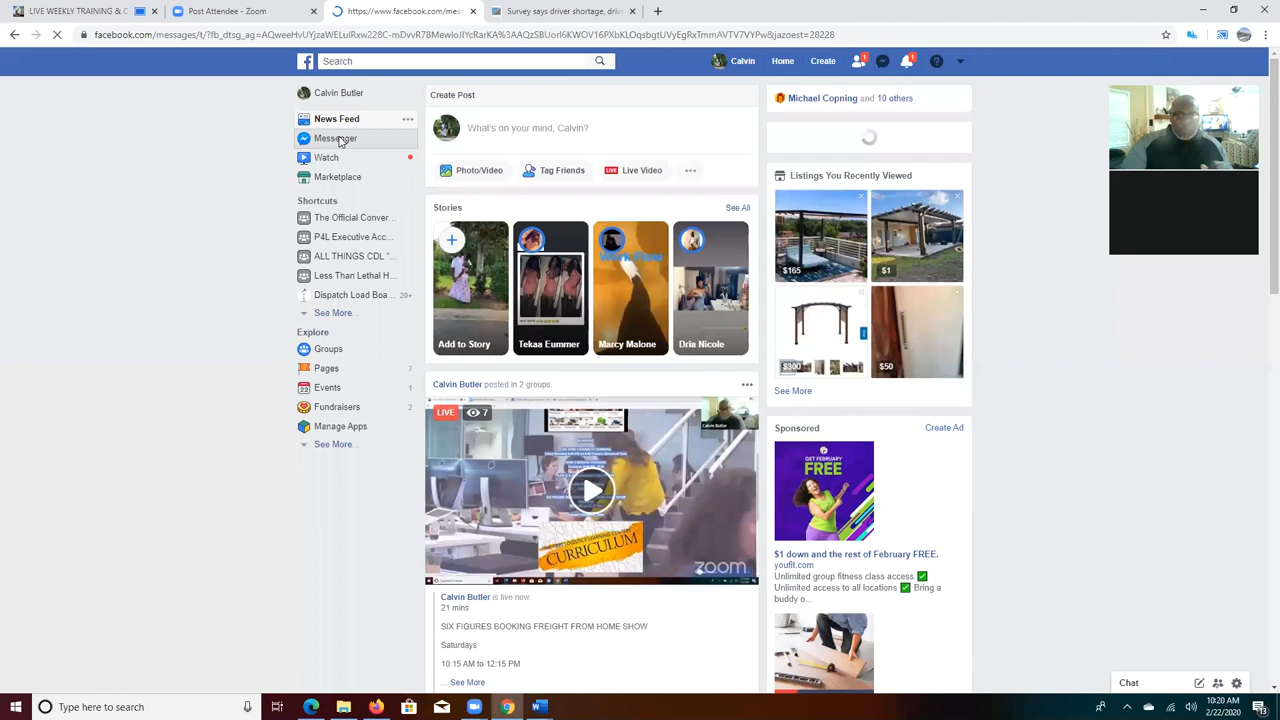 LIVE WEEKLY TRAINING & C
Post Attendee - Zoom
https://www.facebook.com/messa
Survey says driver shortage, drive
facebook.com/messages/t/?fb_dtsg_ag=
Search
Calvin
Home
Create
1
1
Calvin Butler
News Feed
Messenger
Watch
Marketplace
Shortcuts
The Official Conver...
P4L Executive Acc...
ALL THINGS CDL "...
Less Than Lethal H...
Dispatch Load Boa... 20+
See More...
Explore
Groups
Pages 7
Events 1
Fundraisers 2
Manage Apps
See More...
Create Post
What's on your mind, Calvin?
Photo/Video
Tag Friends
LIVE Live Video
Stories
See All
Add to Story
Tekaa Eummer
Marcy Malone
Dria Nicole
Calvin Butler posted in 2 groups.
LIVE 7
Calvin Butler
CURRICULUM
zoom
Calvin Butler is live now.
21 mins
SIX FIGURES BOOKING FREIGHT FROM HOME SHOW
Saturdays
10:15 AM to 12:15 PM
... See More
Michael Copning and 10 others
Listings You Recently Viewed
$165
$1
$300
$50
See More
Sponsored
Create Ad
GET FEBRUARY
FREE
$1 down and the rest of February FREE.
youfit.com
Unlimited group fitness class access
Unlimited access to all locations Bring a
buddy o...
Chat
Type here to search
10:20 AM
2/22/2020
13